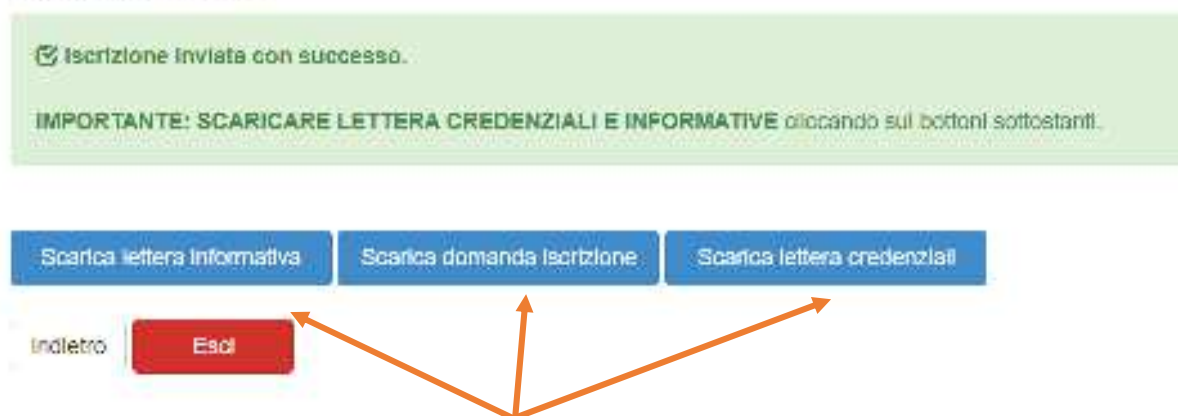 Iscrizione inviata con successo.
IMPORTANTE: SCARICARE LETTERA CREDENZIALI E INFORMATIVE cliccando sui bottoni sottostanti.
Scarica lettera informativa Scarica domanda iscrizione Scarica lettera credenziali
Indietro Esci